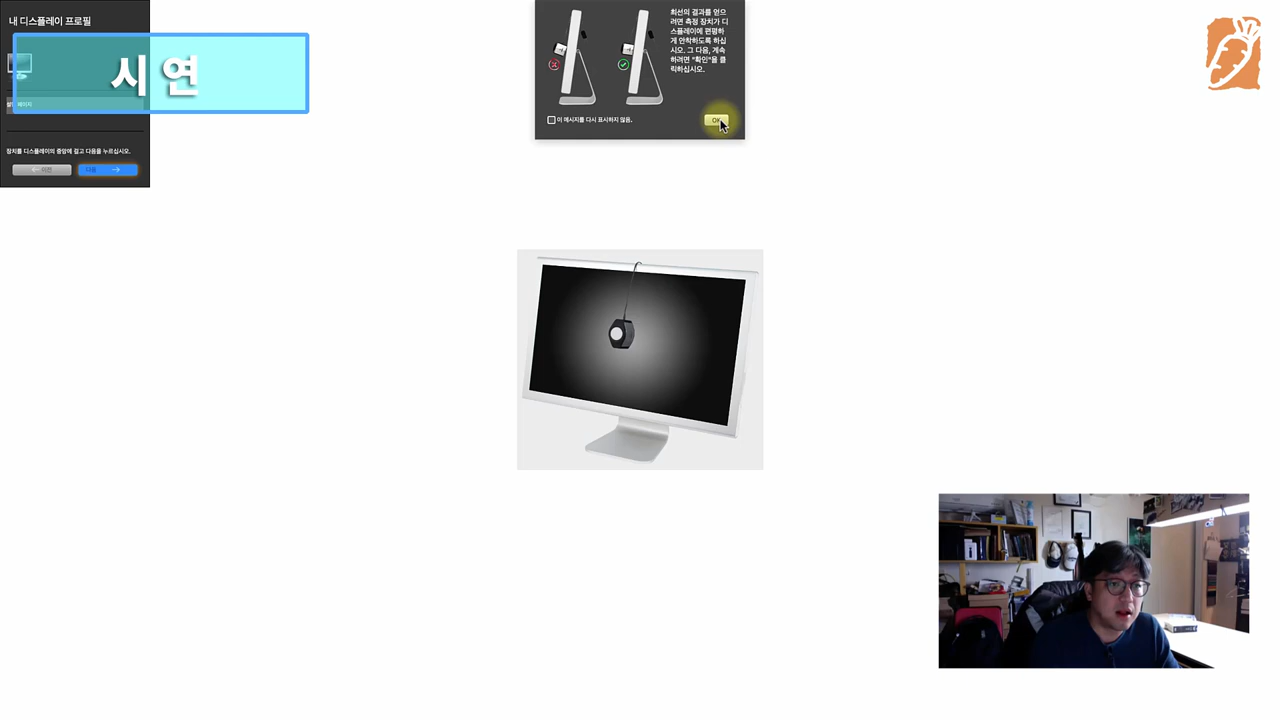 내 디스플레이 프로필
시 연
장치를 디스플레이의 중앙에 걸고 다음을 누르십시오.
이전
다음
최선의 결과를 얻으
려면 측정 장치가 디
스플레이에 편평하
게 안착하도록 하십
시오. 그 다음, 계속
하려면 "확인"을 클
릭하십시오.
이 메시지를 다시 표시하지 않음.
OK